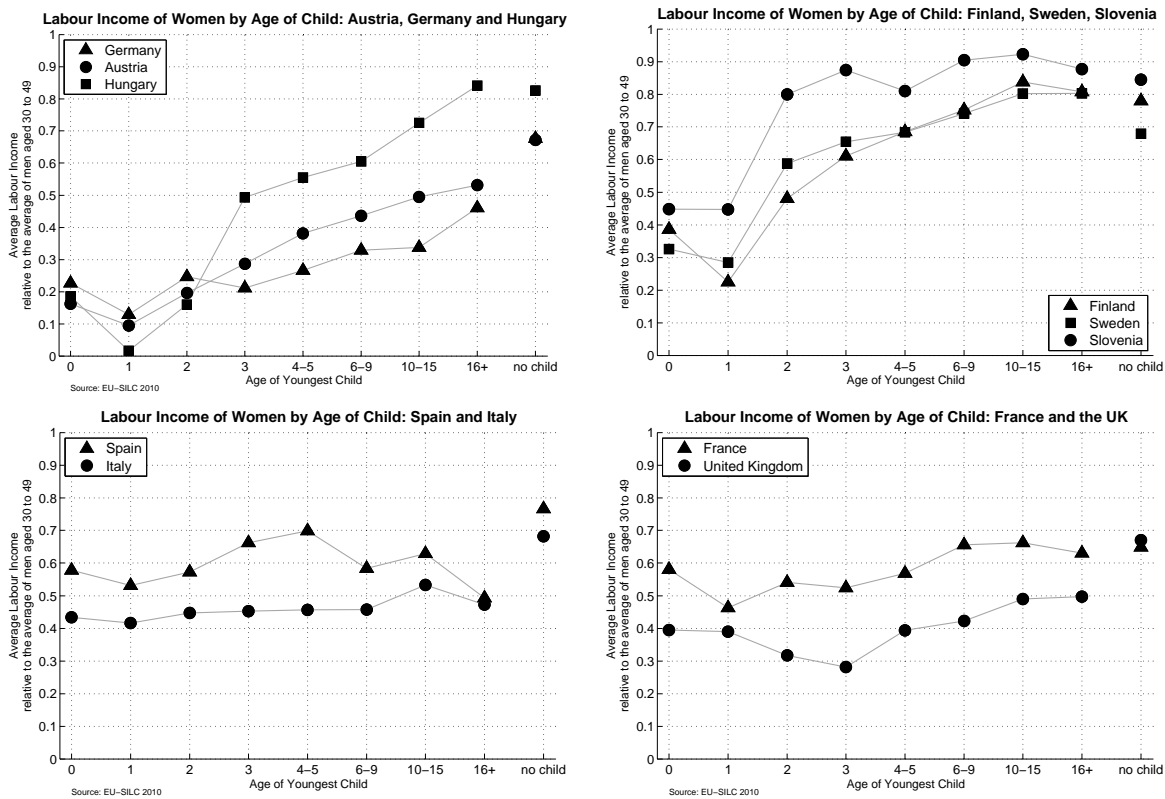 Labour Income of Women by Age of Child: Austria, Germany and Hungary
Germany
Austria
Hungary
Average Labour Income
relative to the average of men aged 30 to 49
1
0.9
0.8
0.7
0.6
0.5
0.4
0.3
0.2
0.1
0
0 1 2 3 4–5 6–9 10–15 16+ no child
Age of Youngest Child
Source: EU–SILC 2010
Labour Income of Women by Age of Child: Finland, Sweden, Slovenia
Average Labour Income
relative to the average of men aged 30 to 49
1
0.9
0.8
0.7
0.6
0.5
0.4
0.3
0.2
0.1
0
Finland
Sweden
Slovenia
0 1 2 3 4–5 6–9 10–15 16+ no child
Age of Youngest Child
Labour Income of Women by Age of Child: Spain and Italy
Spain
Italy
Average Labour Income
relative to the average of men aged 30 to 49
1
0.9
0.8
0.7
0.6
0.5
0.4
0.3
0.2
0.1
0
0 1 2 3 4–5 6–9 10–15 16+ no child
Age of Youngest Child
Source: EU–SILC 2010
Labour Income of Women by Age of Child: France and the UK
France
United Kingdom
Average Labour Income
relative to the average of men aged 30 to 49
1
0.9
0.8
0.7
0.6
0.5
0.4
0.3
0.2
0.1
0
0 1 2 3 4–5 6–9 10–15 16+ no child
Age of Youngest Child
Source: EU–SILC 2010